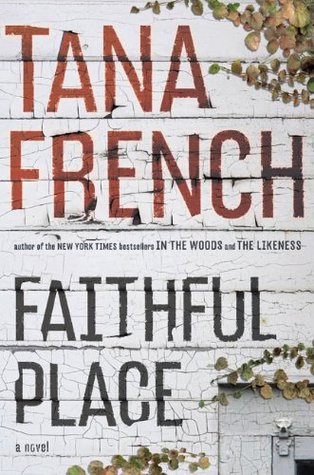 TANA
FRENCH
author of the NEW YORK TIMES bestsellers IN THE WOODS and THE LIKENESS
FAITHFUL
PLACE
a novel